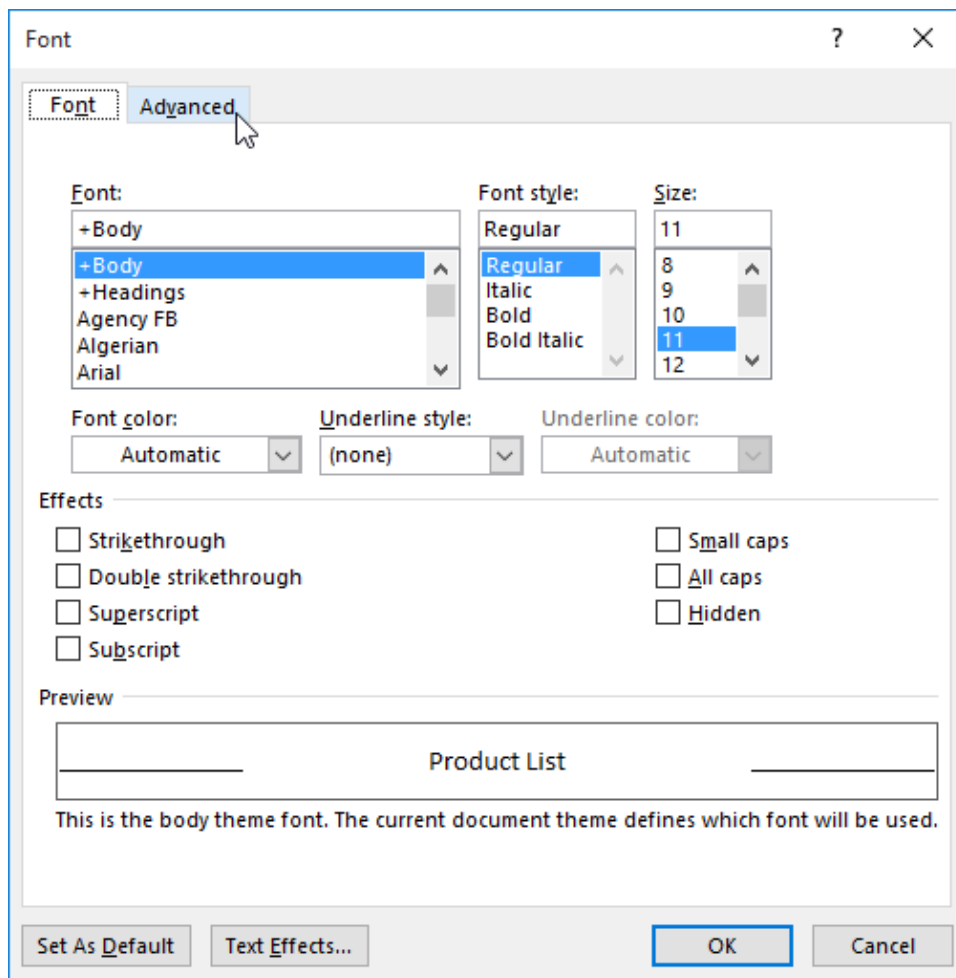 Font ?
Font Advanced
Font: Font style: Size:
+Body Regular 11
+Body Regular 8
+Headings Italic 9
Agency FB Bold 10
Algerian Bold Italic 11
Arial 12
Font color: Underline style: Underline color:
Automatic (none) Automatic
Effects
Strikethrough Small caps
Double strikethrough All caps
Superscript Hidden
Subscript
Preview
Product List
This is the body theme font. The current document theme defines which font will be used.
Set As Default Text Effects... OK Cancel